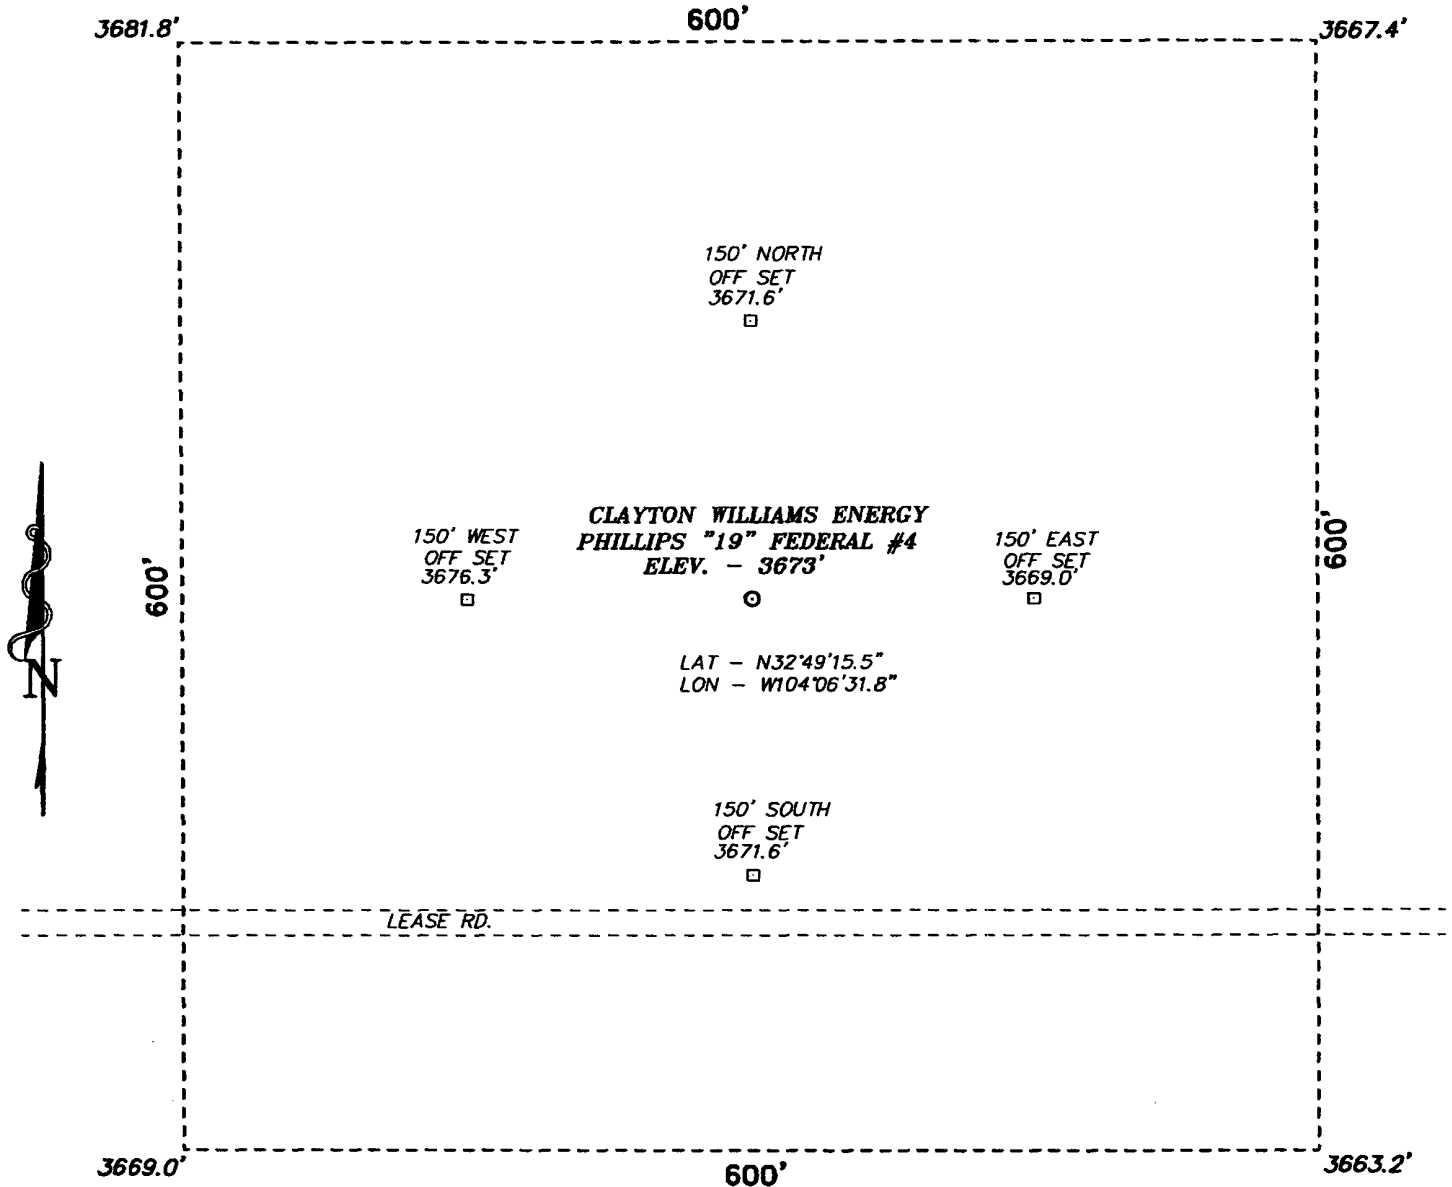 600'
3681.8'
3667.4'
150' NORTH
OFF SET
3671.6'
CLAYTON WILLIAMS ENERGY
PHILLIPS "19" FEDERAL #4
ELEV. - 3673'
150' WEST
OFF SET
3676.3'
150' EAST
OFF SET
3669.0'
600'
600'
N
LAT - N32°49'15.5"
LON - W104°06'31.8"
150' SOUTH
OFF SET
3671.6'
LEASE RD.
3669.0'
600'
3663.2'